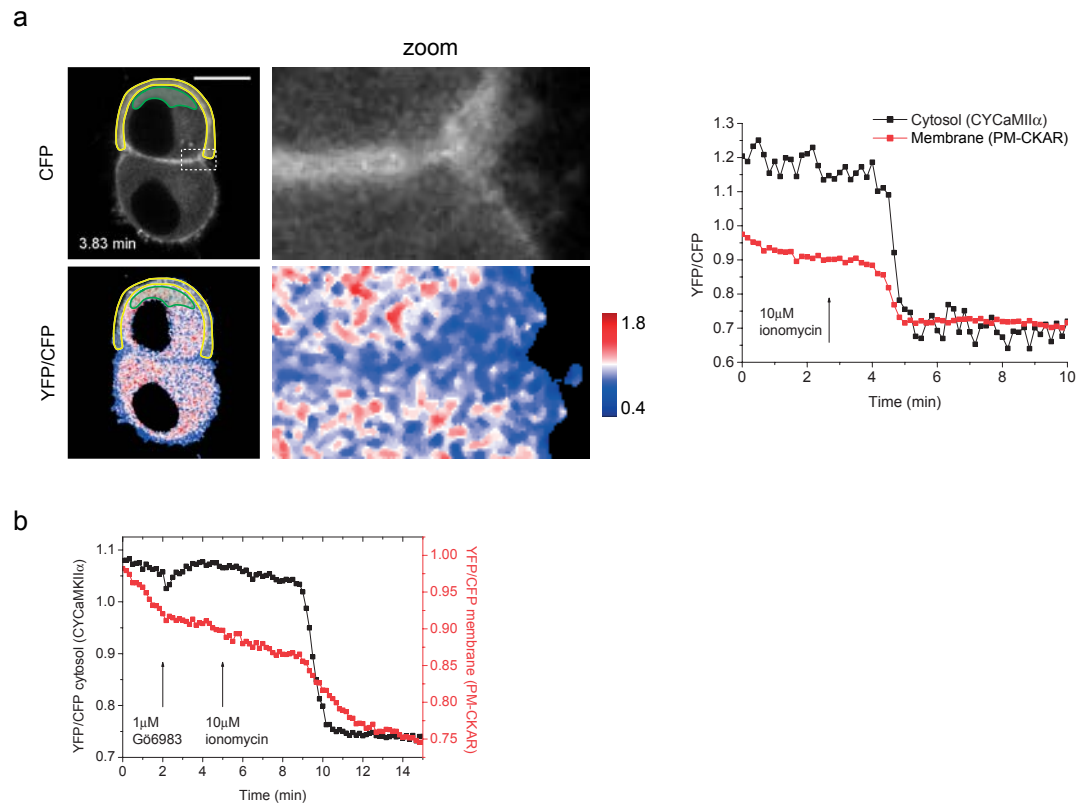 a
zoom
CFP
3.83 min
YFP/CFP
1.8
0.4
Cytosol (CYCaMIIα)
Membrane (PM-CKAR)
1.3
1.2
1.1
1.0
0.9
0.8
0.7
0.6
YFP/CFP
10μM
ionomycin
0 2 4 6 8 10
Time (min)
b
YFP/CFP cytosol (CYCaMKIIα)
1.1
1.0
0.9
0.8
0.7
1μM
Gö6983
10μM
ionomycin
1.00
0.95
0.90
0.85
0.80
0.75
YFP/CFP membrane (PM-CKAR)
0 2 4 6 8 10 12 14
Time (min)